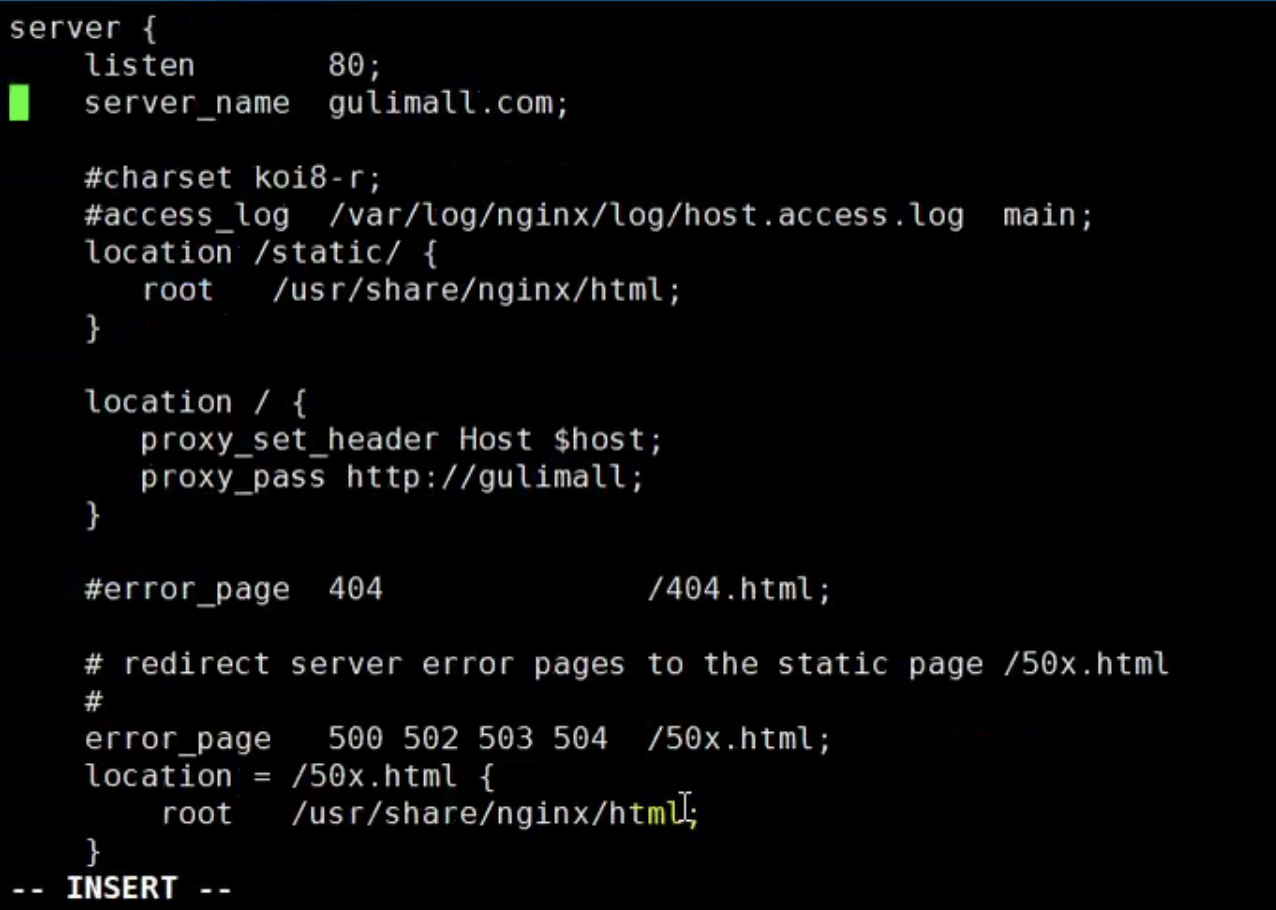 server {
    listen       80;
    server_name  gulimall.com;

    #charset koi8-r;
    #access_log  /var/log/nginx/log/host.access.log  main;
    location /static/ {
       root   /usr/share/nginx/html;
    }

    location / {
       proxy_set_header Host $host;
       proxy_pass http://gulimall;
    }

    #error_page  404              /404.html;

    # redirect server error pages to the static page /50x.html
    #
    error_page   500 502 503 504  /50x.html;
    location = /50x.html {
        root   /usr/share/nginx/html;
    }
-- INSERT --